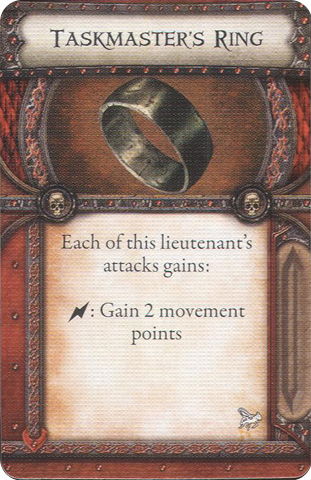 Taskmaster's Ring
Each of this lieutenant's
attacks gains:
: Gain 2 movement
points